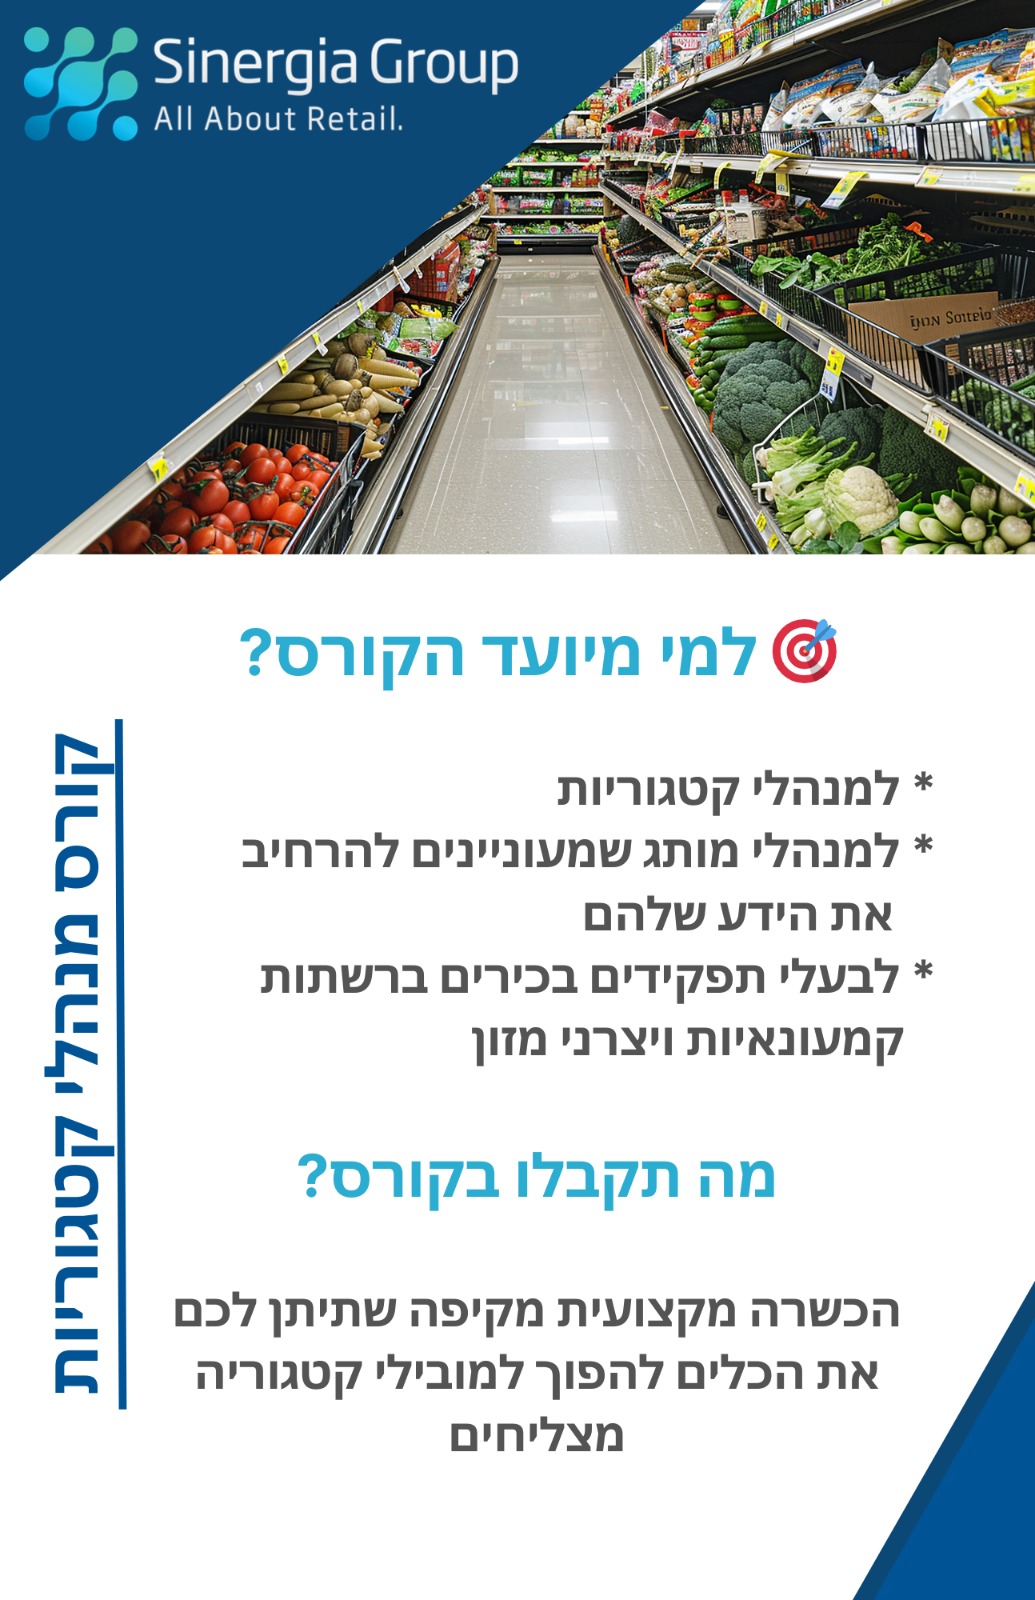 Sinergia Group
All About Retail.
🎯 למי מיועד הקורס?
* למנהלי קטגוריות
* למנהלי מותג שמעוניינים להרחיב
את הידע שלהם
* לבעלי תפקידים בכירים ברשתות
קמעונאיות ויצרני מזון
מה תקבלו בקורס?
הכשרה מקצועית מקיפה שתיתן לכם
את הכלים להפוך למובילי קטגוריה
מצליחים
קורס מנהלי קטגוריות